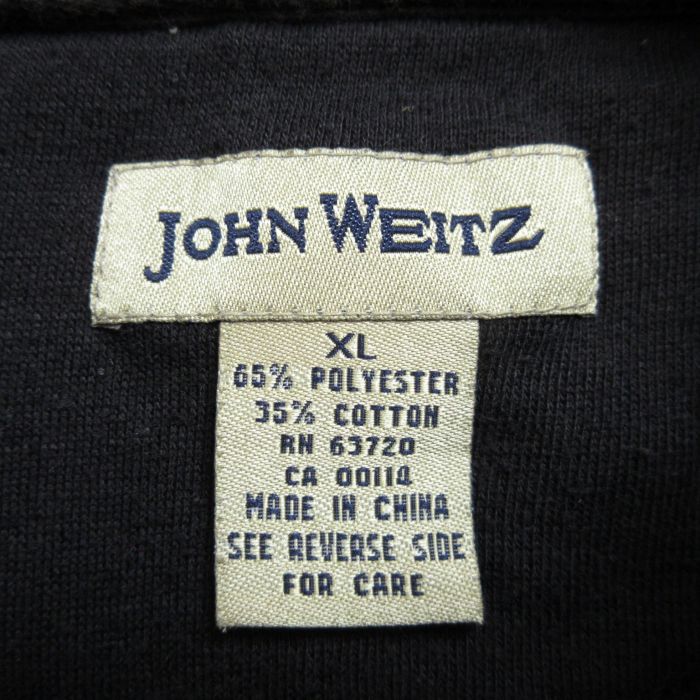 JOHN WEITZ
XL
65% POLYESTER
35% COTTON
RN 63720
CA 00114
MADE IN CHINA
SEE REVERSE SIDE
FOR CARE